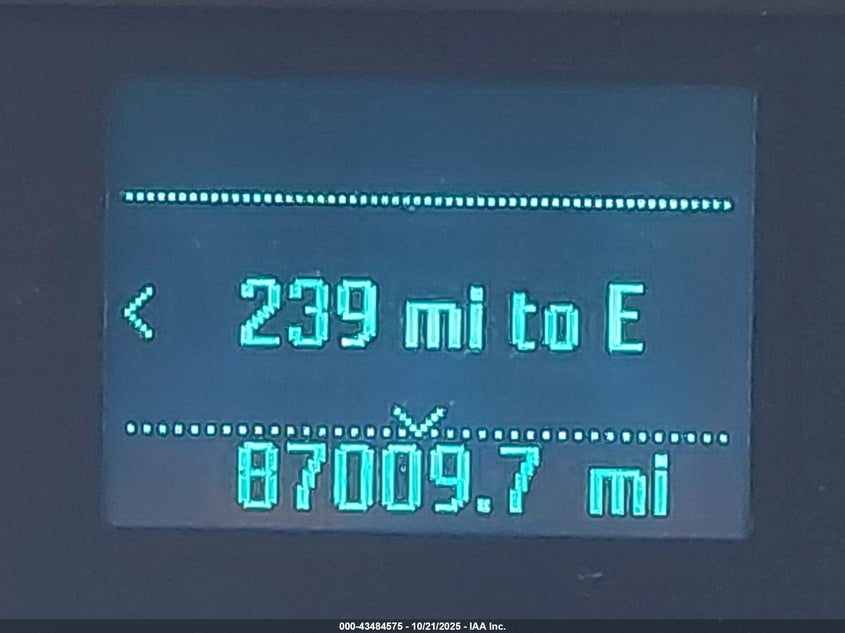 < 239 mi to E
87009.7 mi
000-43484575 - 10/21/2025 - IAA Inc.